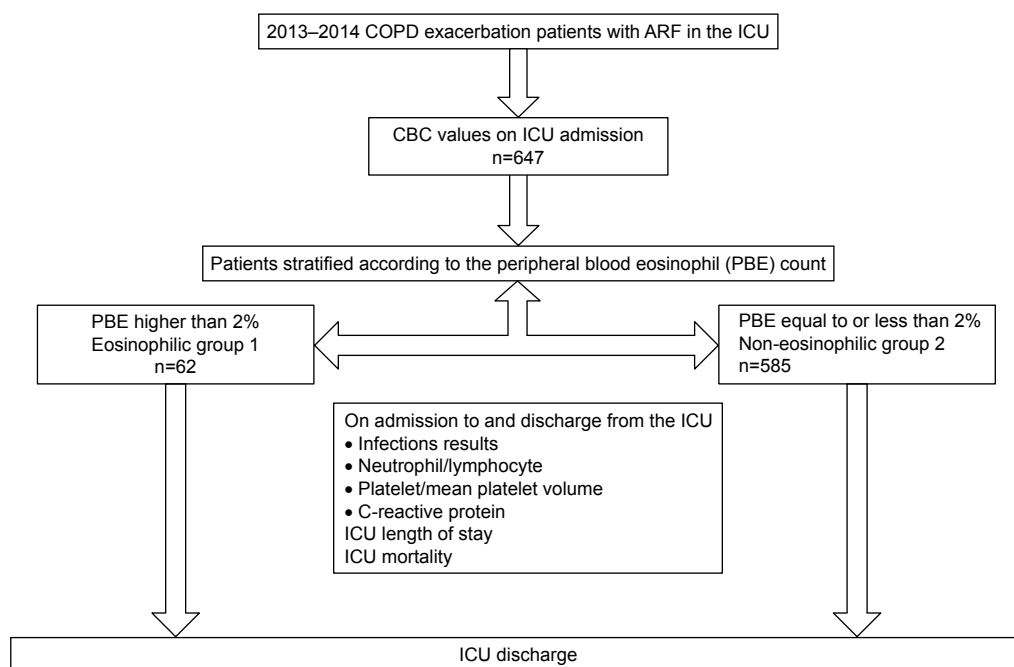 2013–2014 COPD exacerbation patients with ARF in the ICU
CBC values on ICU admission
n=647
Patients stratified according to the peripheral blood eosinophil (PBE) count
PBE higher than 2%
Eosinophilic group 1
n=62
PBE equal to or less than 2%
Non-eosinophilic group 2
n=585
On admission to and discharge from the ICU
• Infections results
• Neutrophil/lymphocyte
• Platelet/mean platelet volume
• C-reactive protein
ICU length of stay
ICU mortality
ICU discharge